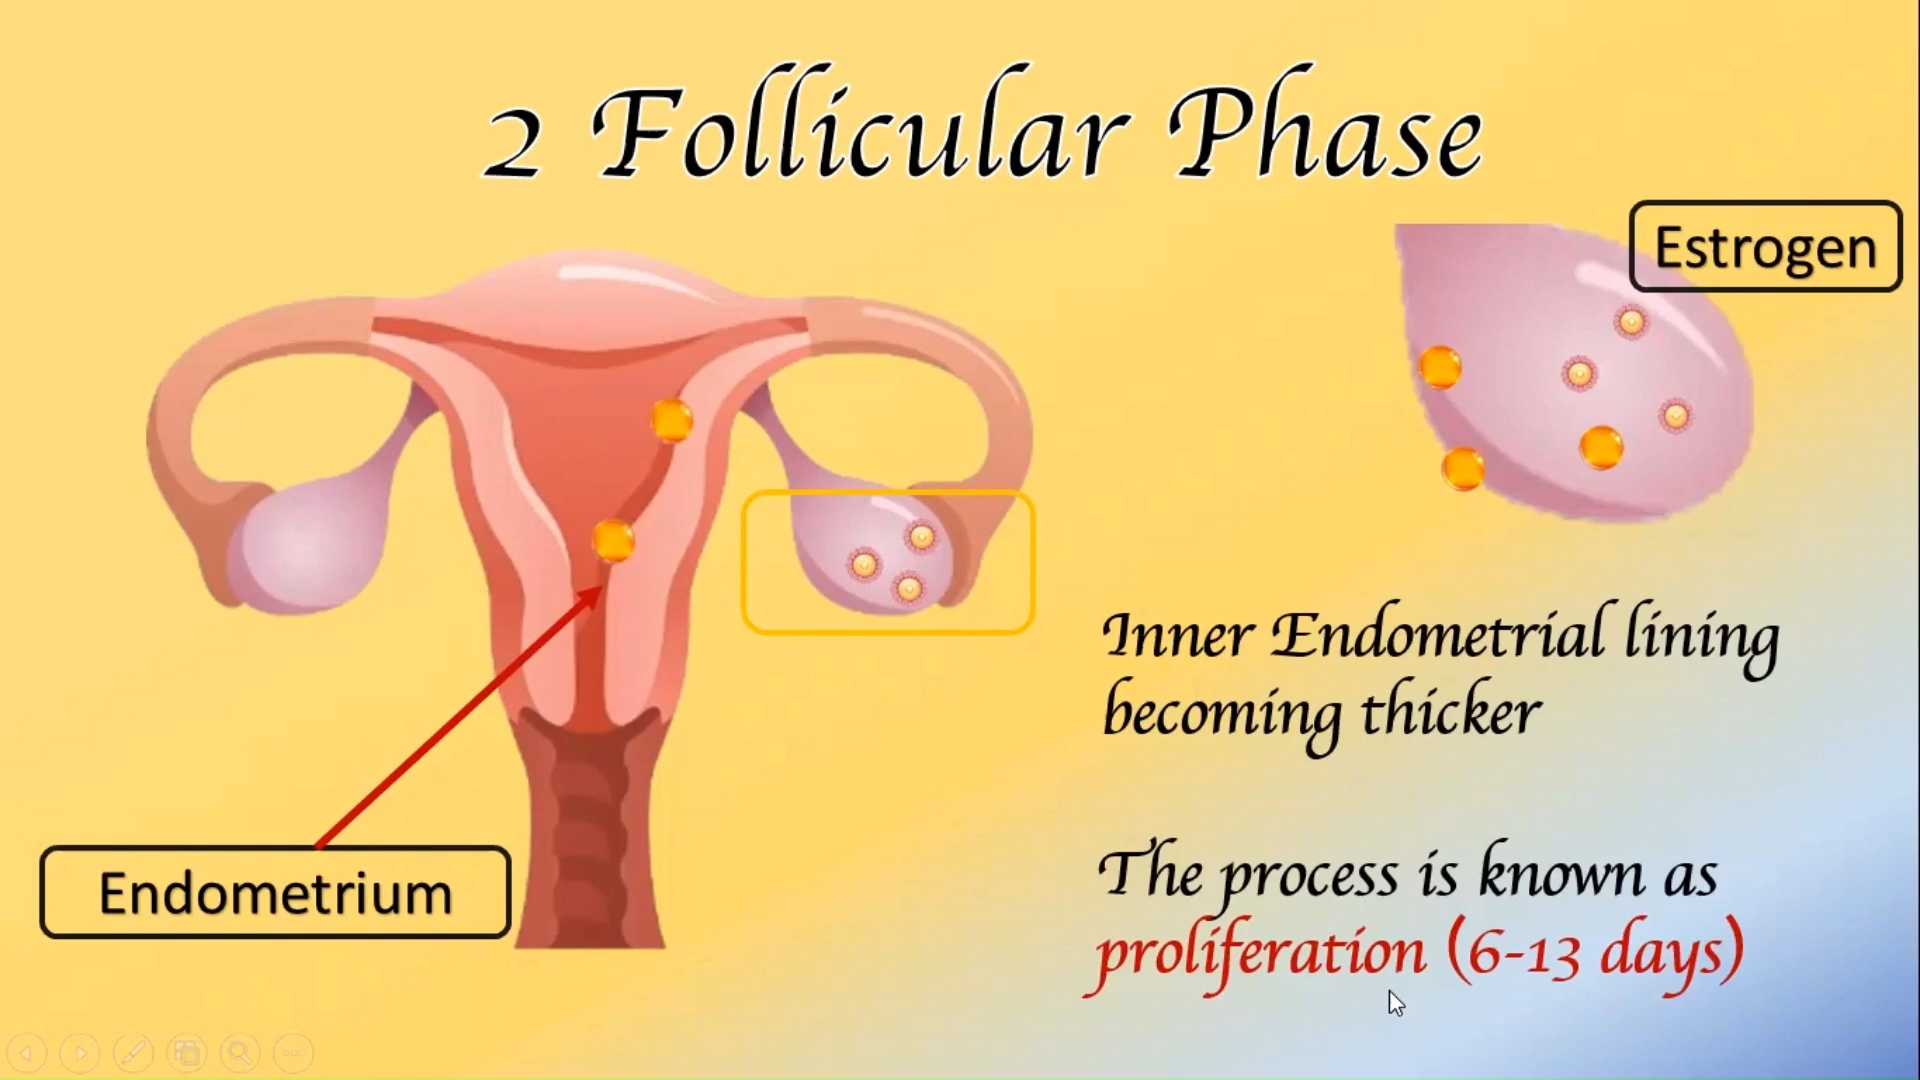 2 Follicular Phase
Estrogen
Inner Endometrial lining
becoming thicker
Endometrium
The process is known as
proliferation (6-13 days)